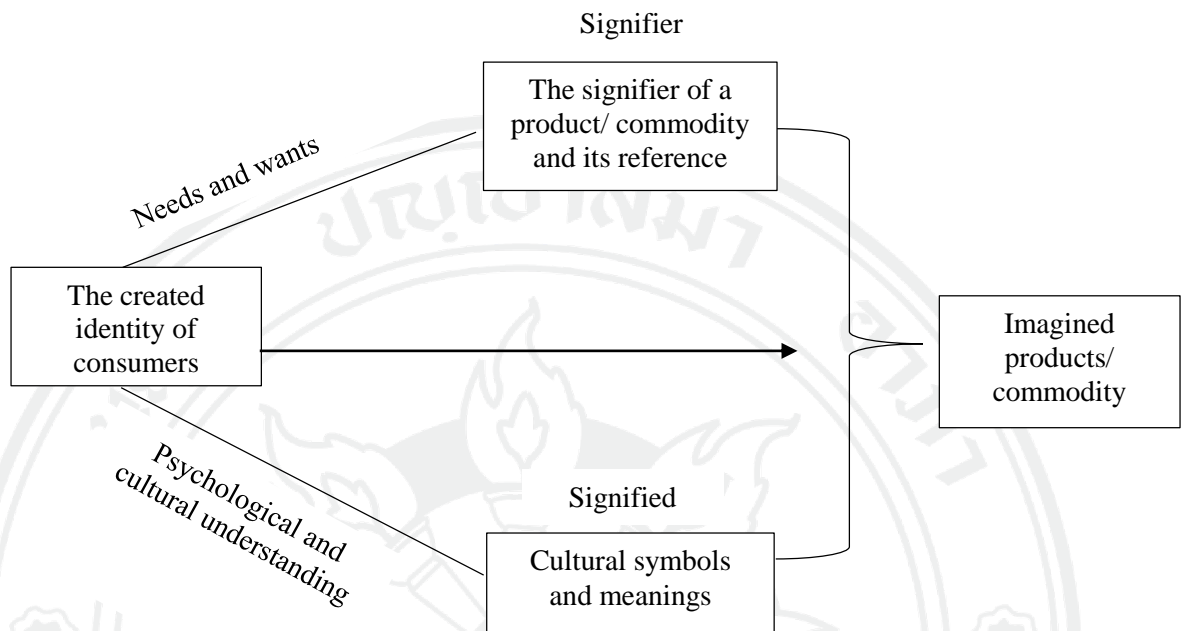 Signifier
The signifier of a
product/ commodity
and its reference
Needs and wants
The created
identity of
consumers
Imagined
products/
commodity
Psychological and
cultural understanding
Signified
Cultural symbols
and meanings